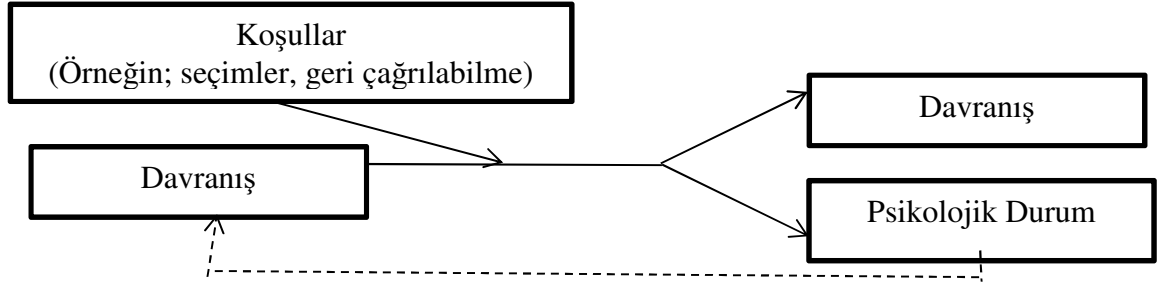 Koşullar
(Örneğin; seçimler, geri çağrılabilme)
Davranış
Davranış
Psikolojik Durum